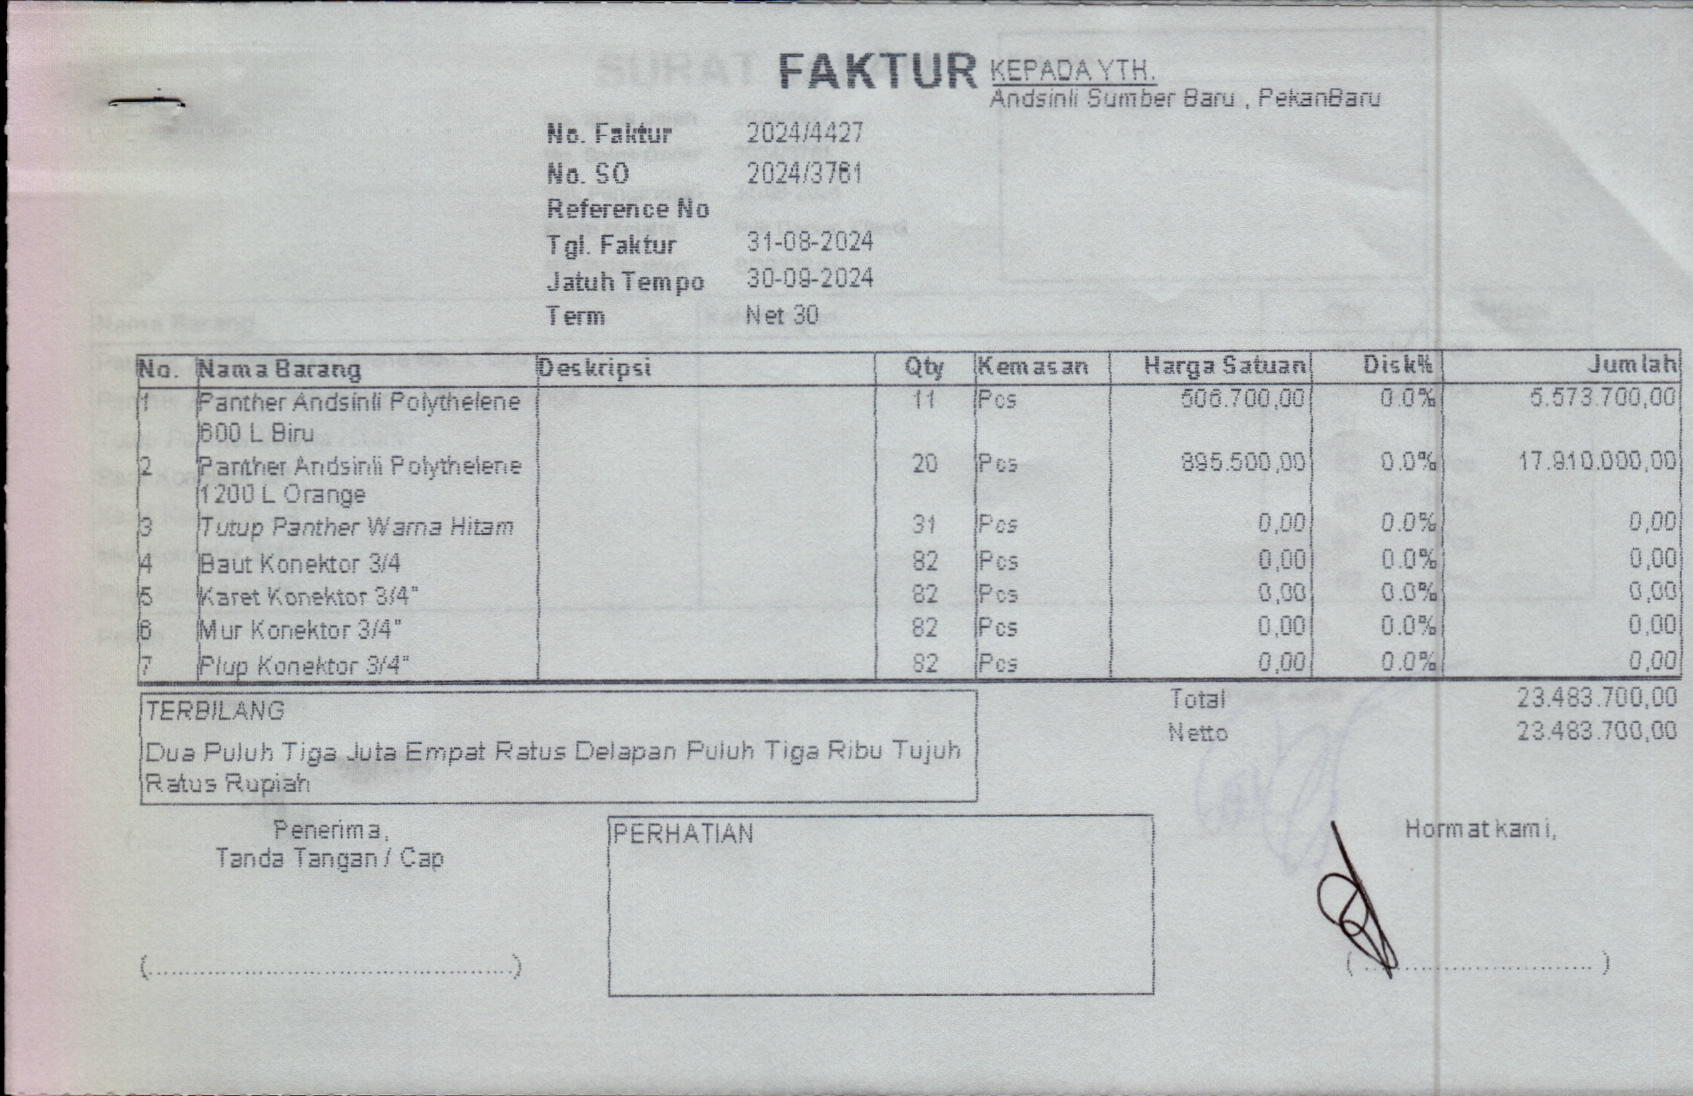 FAKTUR
KEPADA YTH.
Andsinli Sumber Baru , PekanBaru
No. Faktur 2024/4427
No. SO 2024/3761
Reference No
Tgl. Faktur 31-08-2024
Jatuh Tempo 30-09-2024
Term Net 30
No. Nama Barang Deskripsi Qty Kemasan Harga Satuan Disk% Jumlah
1 Panther Andsinli Polythelene 11 Pcs 506.700,00 0.0% 5.573.700,00
600 L Biru
2 Panther Andsinli Polythelene 20 Pcs 895.500,00 0.0% 17.910.000,00
1200 L Orange
3 Tutup Panther Warna Hitam 31 Pcs 0,00 0.0% 0,00
4 Baut Konektor 3/4 82 Pcs 0,00 0.0% 0,00
5 Karet Konektor 3/4" 82 Pcs 0,00 0.0% 0,00
6 Mur Konektor 3/4" 82 Pcs 0,00 0.0% 0,00
7 Plup Konektor 3/4" 82 Pcs 0,00 0.0% 0,00
Total 23.483.700,00
Netto 23.483.700,00
TERBILANG
Dua Puluh Tiga Juta Empat Ratus Delapan Puluh Tiga Ribu Tujuh
Ratus Rupiah
Penerima,
Tanda Tangan / Cap
PERHATIAN
Hormat kami,
(................................................)
(................................)